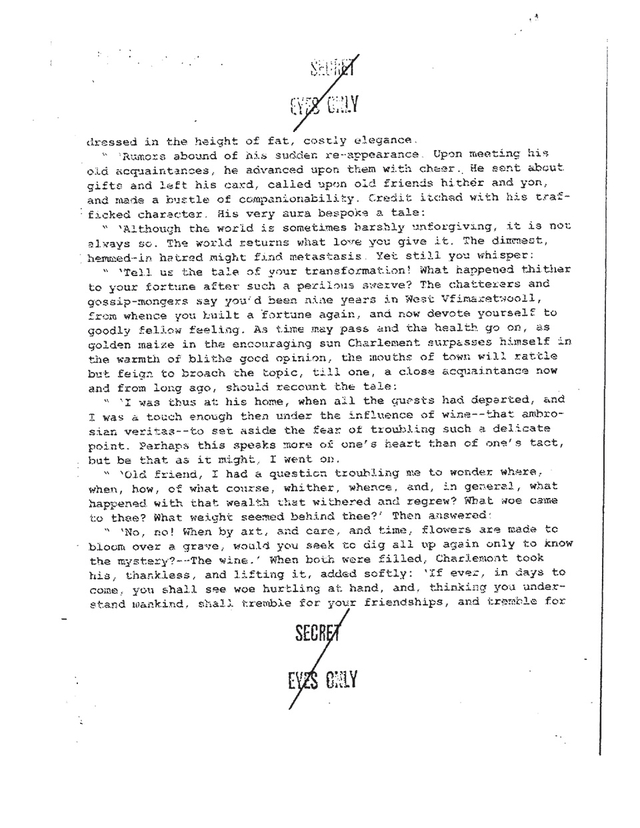 SECRET
EYES ONLY
dressed in the height of fat, costly elegance.
" 'Rumors abound of his sudden re-appearance. Upon meeting his
old acquaintances, he advanced upon them with cheer. He sent about
gifts and left his card, called upon old friends hither and yon,
and made a bustle of companionability. Credit itched with his traf-
ficked character. His very aura bespoke a tale:
" 'Although the world is sometimes harshly unforgiving, it is not
always so. The world returns what love you give it. The dimmest,
hemmed-in hatred might find metastasis. Yet still you whisper:
" 'Tell us the tale of your transformation! What happened thither
to your fortune after such a perilous swerve? The chatterers and
gossip-mongers say you'd been nine years in West Vfimaretwooll,
from whence you built a fortune again, and now devote yourself to
goodly fellow feeling. As time may pass and the health go on, as
golden maize in the encouraging sun Charlement surpasses himself in
the warmth of blithe good opinion, the mouths of town will rattle
but feign to broach the topic, till one, a close acquaintance now
and from long ago, should recount the tale:
" 'I was thus at his home, when all the guests had departed, and
I was a touch enough then under the influence of wine--that ambro-
sian veritas--to set aside the fear of troubling such a delicate
point. Perhaps this speaks more of one's heart than of one's tact,
but be that as it might, I went on.
" 'Old friend, I had a question troubling me to wonder where,
when, how, of what course, whither, whence, and, in general, what
happened with that wealth that withered and regrew? What woe came
to thee? What weight seemed behind thee?' Then answered:
" 'No, no! When by art, and care, and time, flowers are made to
bloom over a grave, would you seek to dig all up again only to know
the mystery?--The wine.' When both were filled, Charlemont took
his, thankless, and lifting it, added softly: 'If ever, in days to
come, you shall see woe hurtling at hand, and, thinking you under-
stand mankind, shall tremble for your friendships, and tremble for
SECRET
EYES ONLY